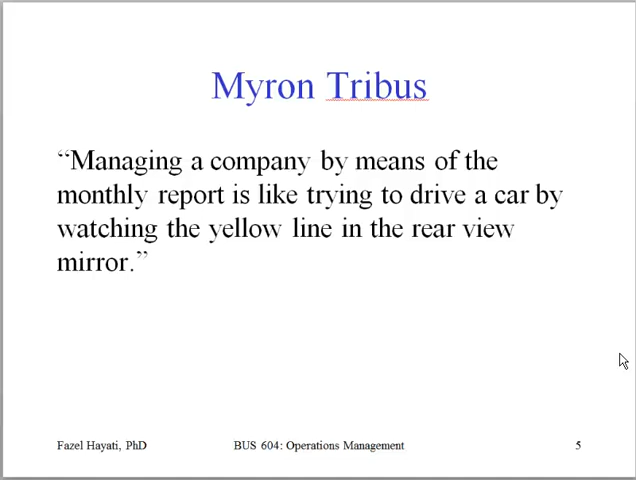 Myron Tribus
“Managing a company by means of the
monthly report is like trying to drive a car by
watching the yellow line in the rear view
mirror.”
Fazel Hayati, PhD
BUS 604: Operations Management
5